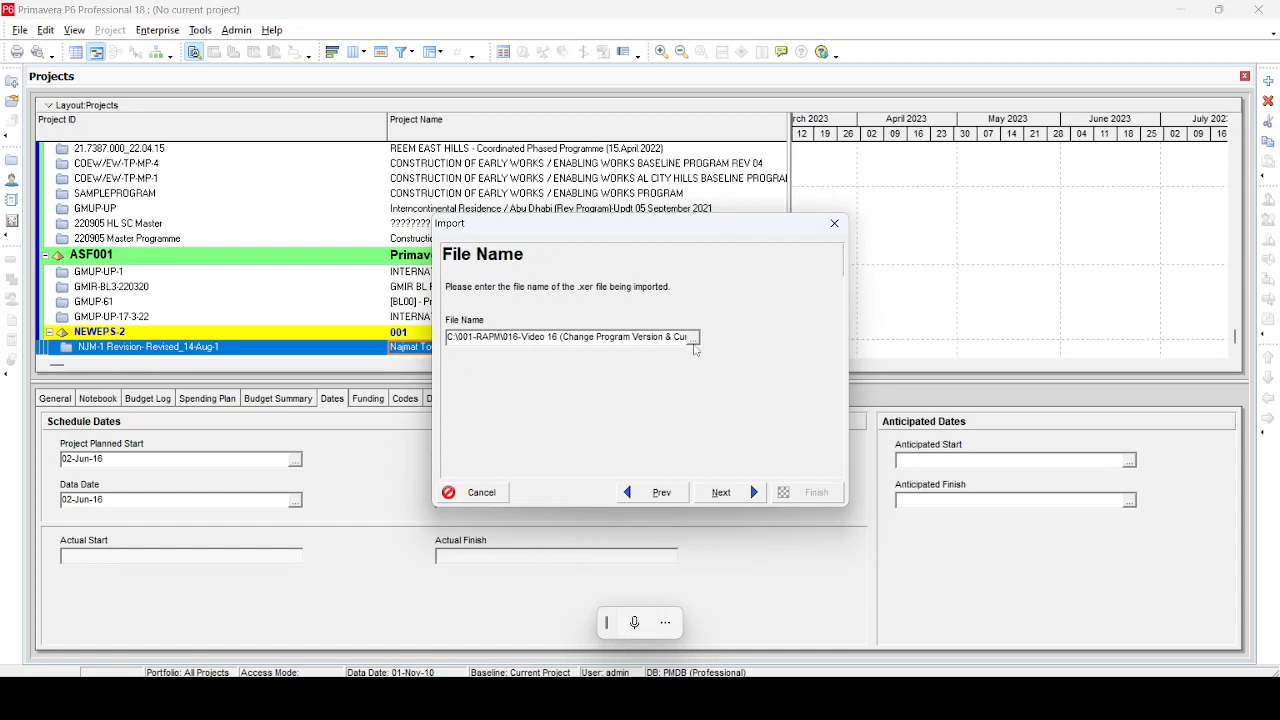 Primavera P6 Professional 18 : (No current project)
File Edit View Project Enterprise Tools Admin Help
Projects
Layout:Projects
Project ID Project Name
rch 2023 April 2023 May 2023 June 2023 July 202
12 19 26 02 09 16 23 30 07 14 21 28 04 11 18 25 02 09 16
21.7387.000_22.04.15 REEM EAST HILLS - Coordinated Phased Programme (15.April.2022)
COEW/EW-TP-MP-4 CONSTRUCTION OF EARLY WORKS / ENABLING WORKS BASELINE PROGRAM REV 04
COEW/EW-TP-MP-1 CONSTRUCTION OF EARLY WORKS / ENABLING WORKS AL CITY HILLS BASELINE PROGRAI
SAMPLEPROGRAM CONSTRUCTION OF EARLY WORKS / ENABLING WORKS PROGRAM
GMUP-UP Interncontinental Residence / Abu Dhabi (Rev Program)-Updt 05 September 2021
220905 HL SC Master ????????
220905 Master Programme Constructi
ASF001 Primav
GMUP-UP-1 INTERNA
GMIR-BL3-220320 GMIR BL F
GMUP-61 [BL00] - P
GMUP-UP-17-3-22 INTERNA
NEWEPS-2 001
NJM-1 Revision- Revised_14-Aug-1 Najmat To
Import
File Name
Please enter the file name of the .xer file being imported.
File Name
C:\001-RAPM\016-Video 16 (Change Program Version & Cur ...
Cancel Prev Next Finish
General Notebook Budget Log Spending Plan Budget Summary Dates Funding Codes D
Schedule Dates
Project Planned Start
02-Jun-16 ...
Data Date
02-Jun-16 ...
Actual Start
Actual Finish
Anticipated Dates
Anticipated Start
...
Anticipated Finish
...
Portfolio: All Projects Access Mode: Data Date: 01-Nov-10 Baseline: Current Project User: admin DB: PMDB (Professional)